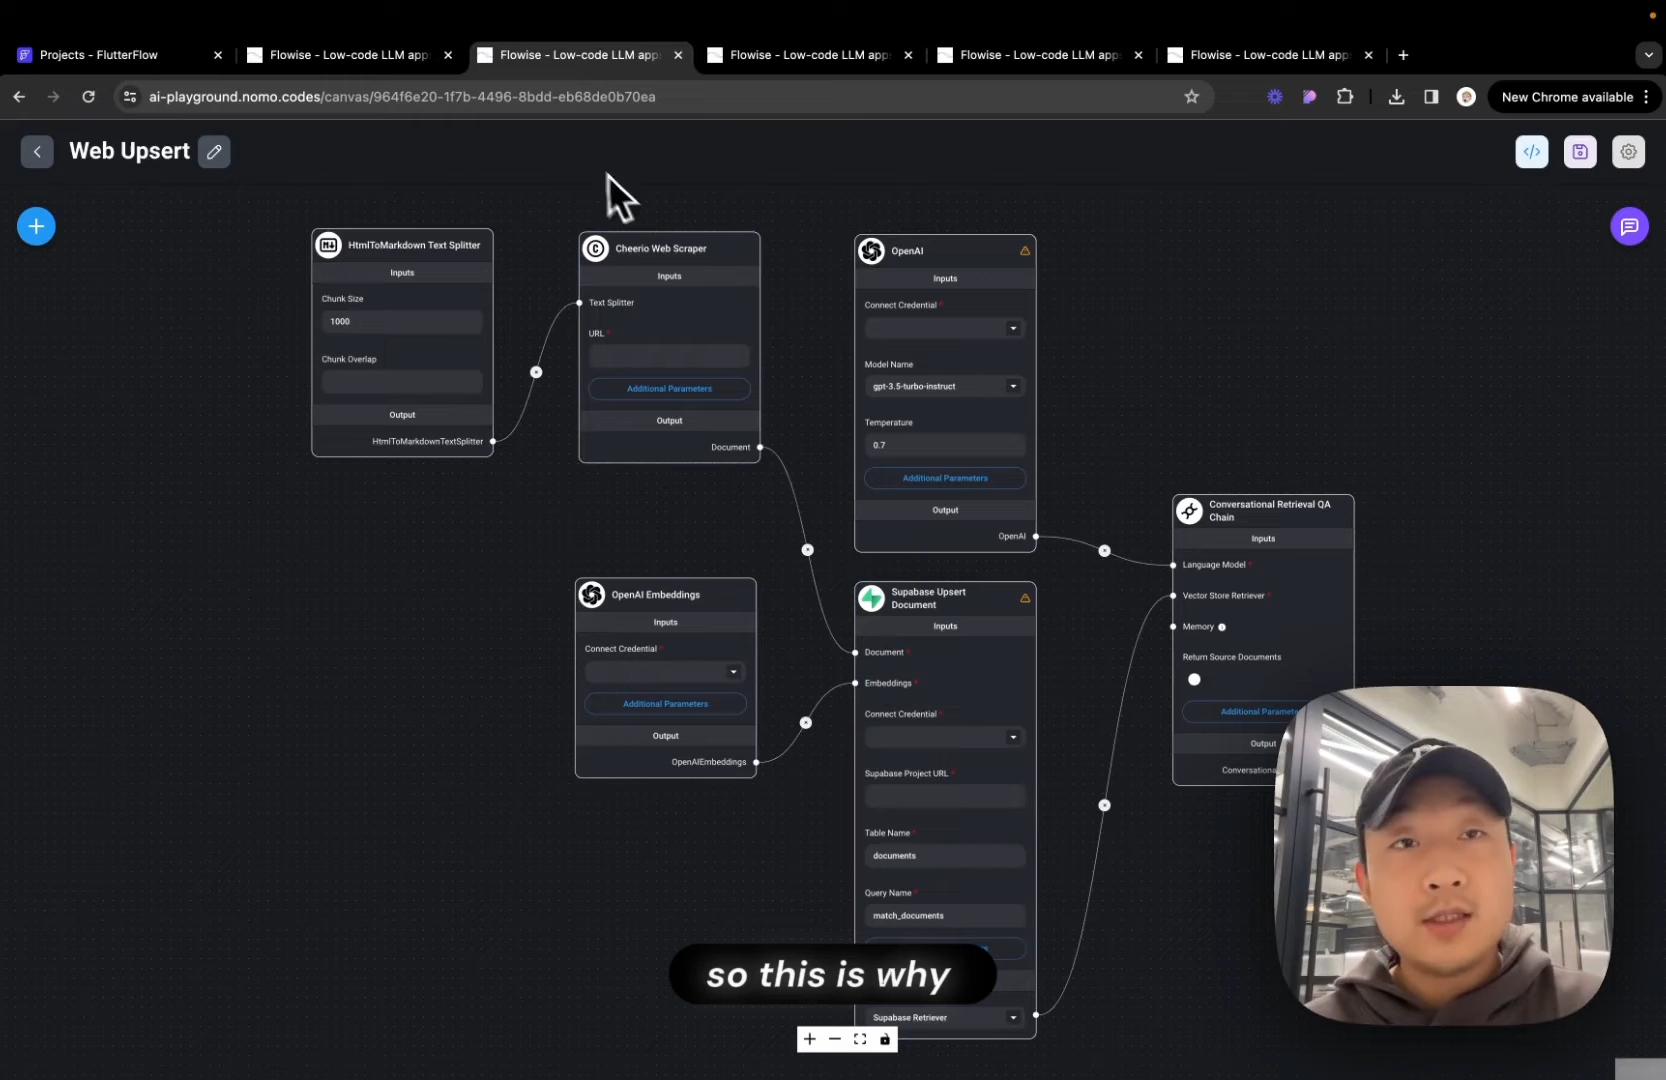 Projects - FlutterFlow
Flowise - Low-code LLM app
Flowise - Low-code LLM app
Flowise - Low-code LLM app
Flowise - Low-code LLM app
Flowise - Low-code LLM app
ai-playground.nomo.codes/canvas/964f6e20-1f7b-4496-8bdd-eb68de0b70ea
New Chrome available
Web Upsert
HtmlToMarkdown Text Splitter
Inputs
Chunk Size
1000
Chunk Overlap
Output
HtmlToMarkdownTextSplitter
Cheerio Web Scraper
Inputs
Text Splitter
URL *
Additional Parameters
Output
Document
OpenAI
Inputs
Connect Credential *
Model Name
gpt-3.5-turbo-instruct
Temperature
0.7
Additional Parameters
Output
OpenAI
OpenAI Embeddings
Inputs
Connect Credential *
Additional Parameters
Output
OpenAIEmbeddings
Supabase Upsert
Document
Inputs
Document *
Embeddings *
Connect Credential *
Supabase Project URL *
Table Name *
documents
Query Name *
match_documents
Supabase Retriever
Conversational Retrieval QA
Chain
Inputs
Language Model *
Vector Store Retriever *
Memory
Return Source Documents
Additional Parame
Output
Conversationa
so this is why